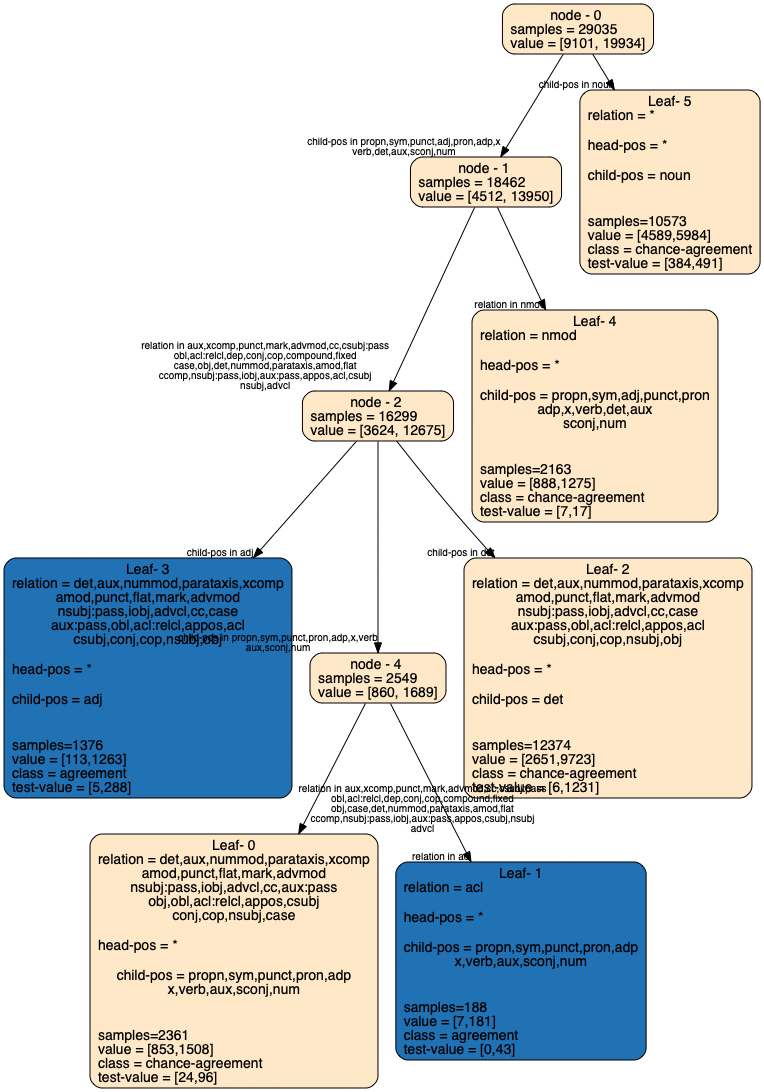 node - 0
samples = 29035
value = [9101, 19934]
child-pos in noun
Leaf- 5
relation = *
head-pos = *
child-pos = noun
samples=10573
value = [4589,5984]
class = chance-agreement
test-value = [384,491]
child-pos in propn,sym,punct,adj,pron,adp,x
verb,det,aux,sconj,num
node - 1
samples = 18462
value = [4512, 13950]
relation in nmod
Leaf- 4
relation = nmod
head-pos = *
child-pos = propn,sym,adj,punct,pron
adp,x,verb,det,aux
sconj,num
samples=2163
value = [888,1275]
class = chance-agreement
test-value = [7,17]
relation in aux,xcomp,punct,mark,advmod,cc,csubj:pass
obl,acl:relcl,dep,conj,cop,compound,fixed
case,obj,det,nummod,parataxis,amod,flat
ccomp,nsubj:pass,iobj,aux:pass,appos,acl,csubj
nsubj,advcl
node - 2
samples = 16299
value = [3624, 12675]
child-pos in adj
Leaf- 3
relation = det,aux,nummod,parataxis,xcomp
amod,punct,flat,mark,advmod
nsubj:pass,iobj,advcl,cc,case
aux:pass,obl,acl:relcl,appos,acl
csubj,conj,cop,nsubj,obj
head-pos = *
child-pos = adj
samples=1376
value = [113,1263]
class = agreement
test-value = [5,288]
child-pos in det
Leaf- 2
relation = det,aux,nummod,parataxis,xcomp
amod,punct,flat,mark,advmod
nsubj:pass,iobj,advcl,cc,case
aux:pass,obl,acl:relcl,appos,acl
csubj,conj,cop,nsubj,obj
head-pos = *
child-pos = det
samples=12374
value = [2651,9723]
class = chance-agreement
test-value = [6,1231]
child-pos in propn,sym,punct,pron,adp,x,verb
aux,sconj,num
node - 4
samples = 2549
value = [860, 1689]
relation in aux,xcomp,punct,mark,advmod,cc,csubj:pass
obl,acl:relcl,dep,conj,cop,compound,fixed
obj,case,det,nummod,parataxis,amod,flat
ccomp,nsubj:pass,iobj,aux:pass,appos,csubj,nsubj
advcl
Leaf- 0
relation = det,aux,nummod,parataxis,xcomp
amod,punct,flat,mark,advmod
nsubj:pass,iobj,advcl,cc,aux:pass
obj,obl,acl:relcl,appos,csubj
conj,cop,nsubj,case
head-pos = *
child-pos = propn,sym,punct,pron,adp
x,verb,aux,sconj,num
samples=2361
value = [853,1508]
class = chance-agreement
test-value = [24,96]
relation in acl
Leaf- 1
relation = acl
head-pos = *
child-pos = propn,sym,punct,pron,adp
x,verb,aux,sconj,num
samples=188
value = [7,181]
class = agreement
test-value = [0,43]